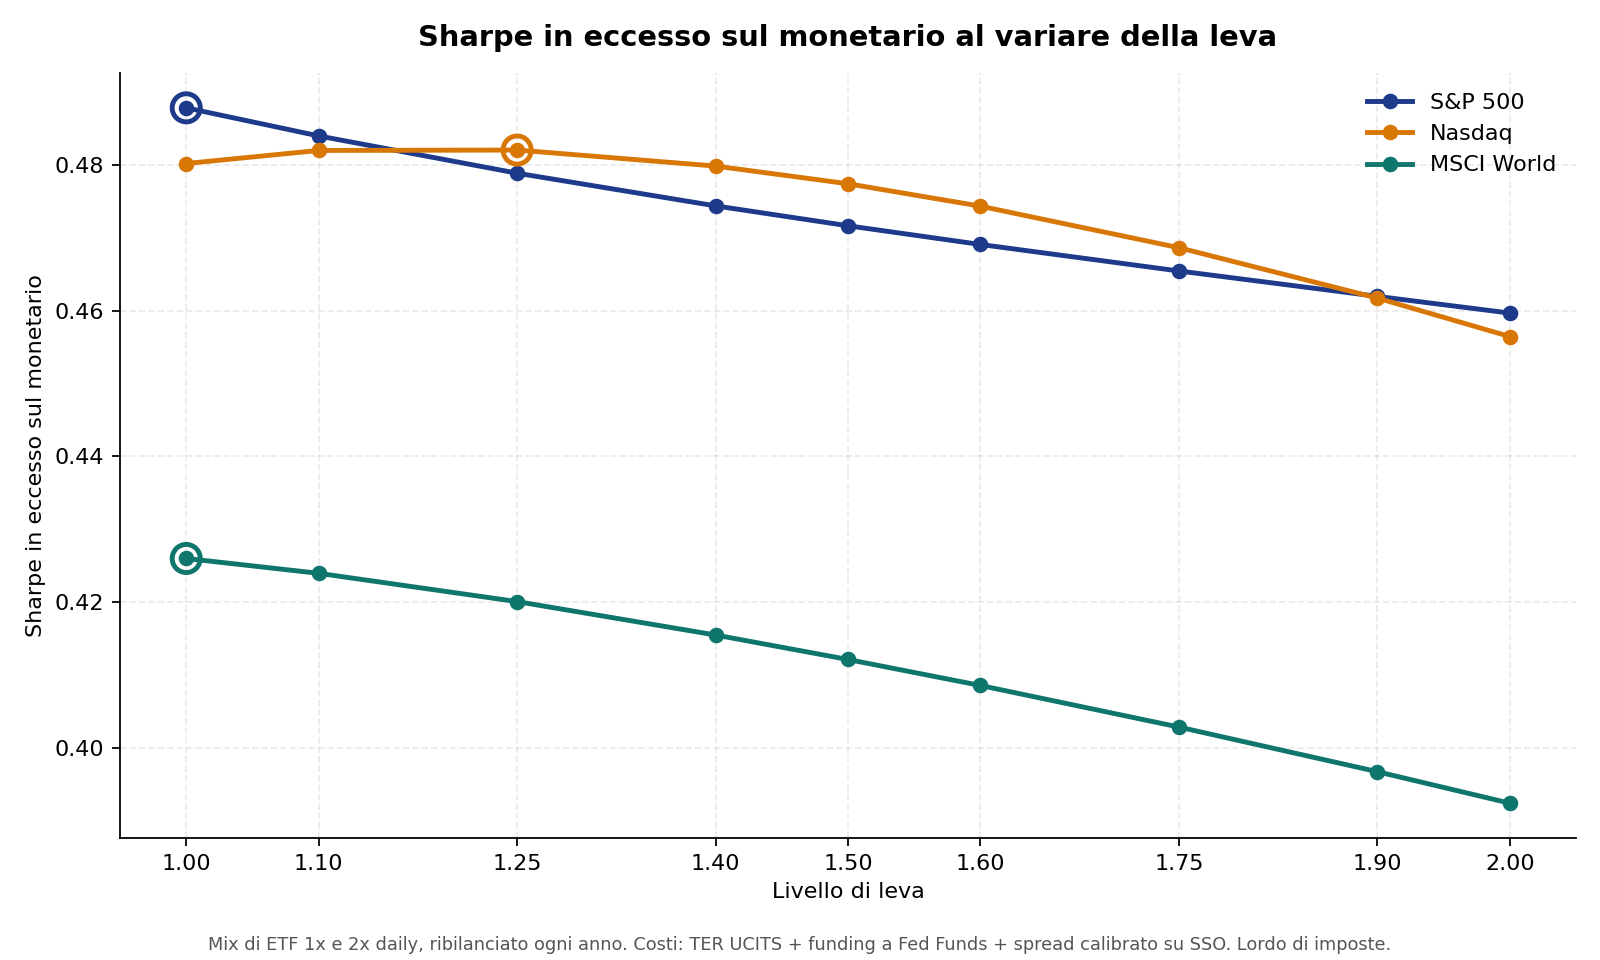 Sharpe in eccesso sul monetario al variare della leva
S&P 500
Nasdaq
MSCI World
Sharpe in eccesso sul monetario
0.48
0.46
0.44
0.42
0.40
1.00 1.10 1.25 1.40 1.50 1.60 1.75 1.90 2.00
Livello di leva
Mix di ETF 1x e 2x daily, ribilanciato ogni anno. Costi: TER UCITS + funding a Fed Funds + spread calibrato su SSO. Lordo di imposte.